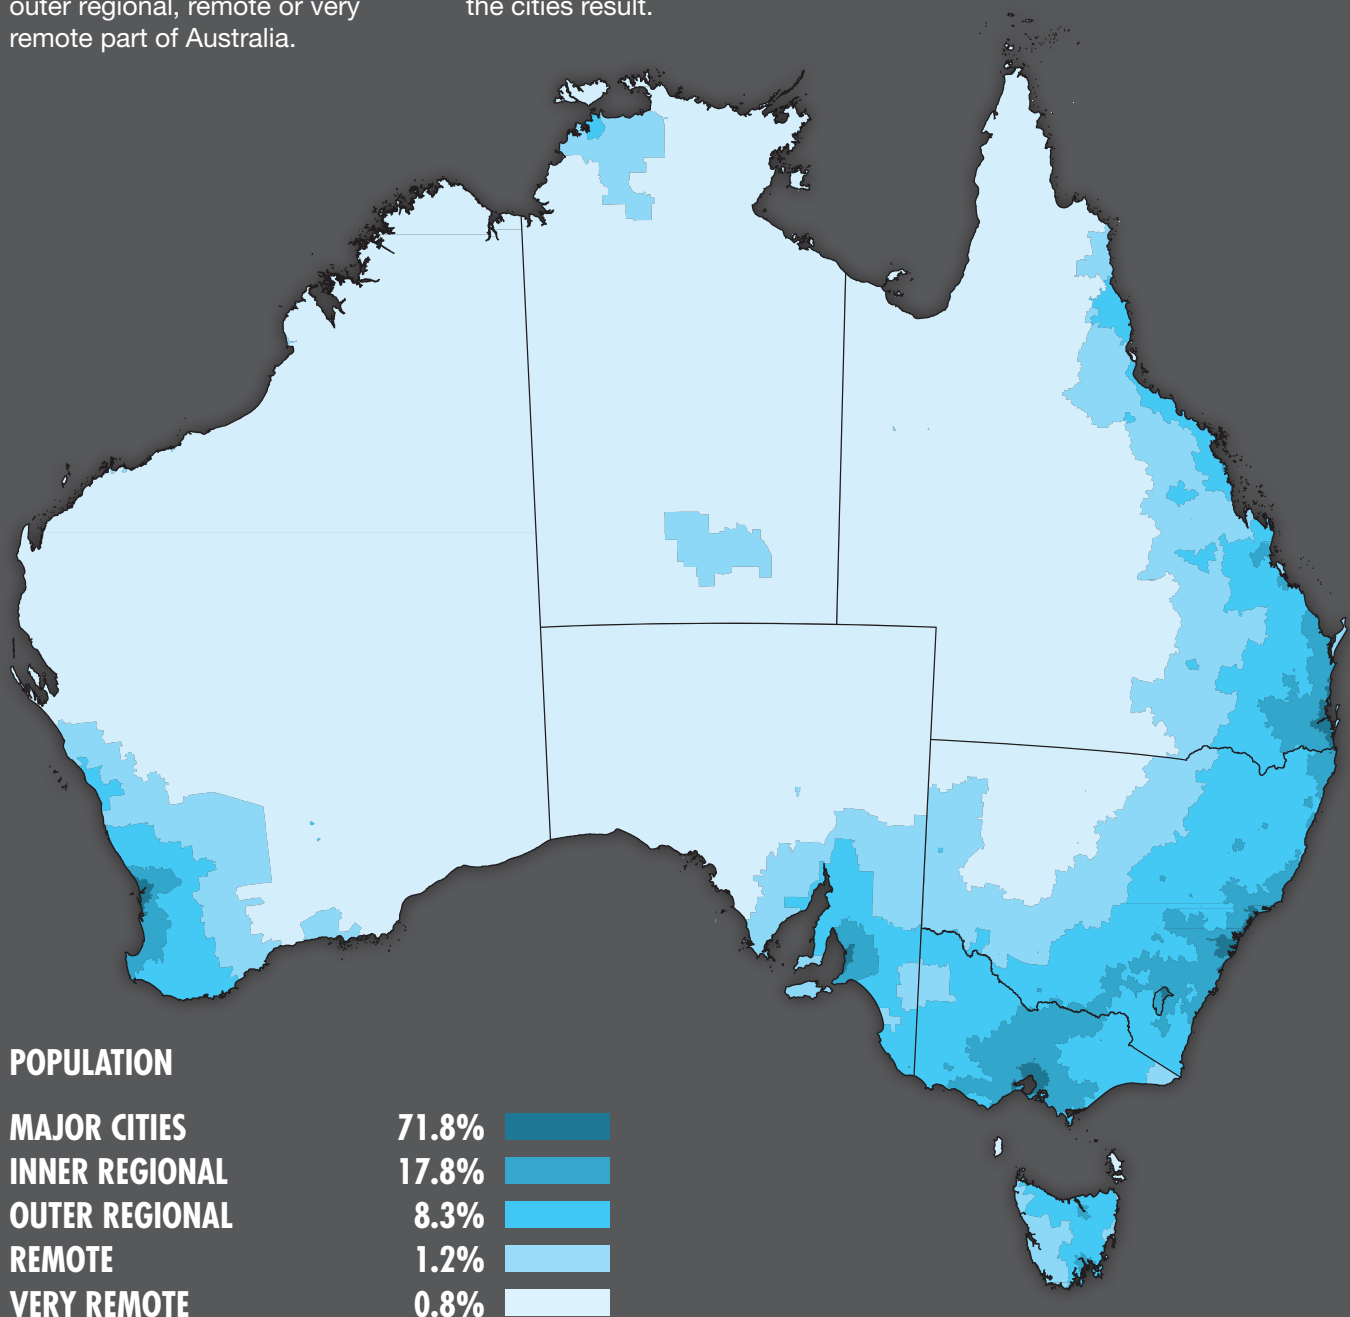 outer regional, remote or very
remote part of Australia.
the cities result.
POPULATION
MAJOR CITIES 71.8%
INNER REGIONAL 17.8%
OUTER REGIONAL 8.3%
REMOTE 1.2%
VERY REMOTE 0.8%